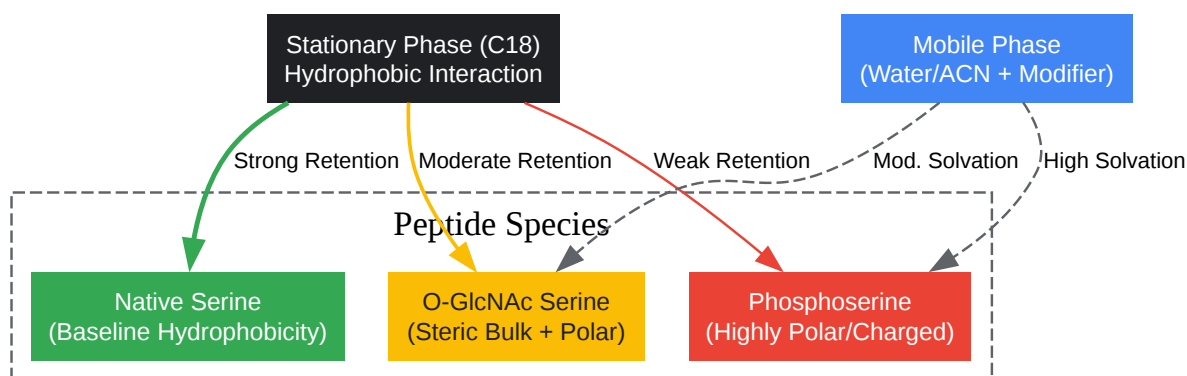 Stationary Phase (C18)
Hydrophobic Interaction
Mobile Phase
(Water/ACN + Modifier)
Strong Retention
Moderate Retention
Weak Retention
Mod. Solvation
High Solvation
Peptide Species
Native Serine
(Baseline Hydrophobicity)
O-GlcNAc Serine
(Steric Bulk + Polar)
Phosphoserine
(Highly Polar/Charged)